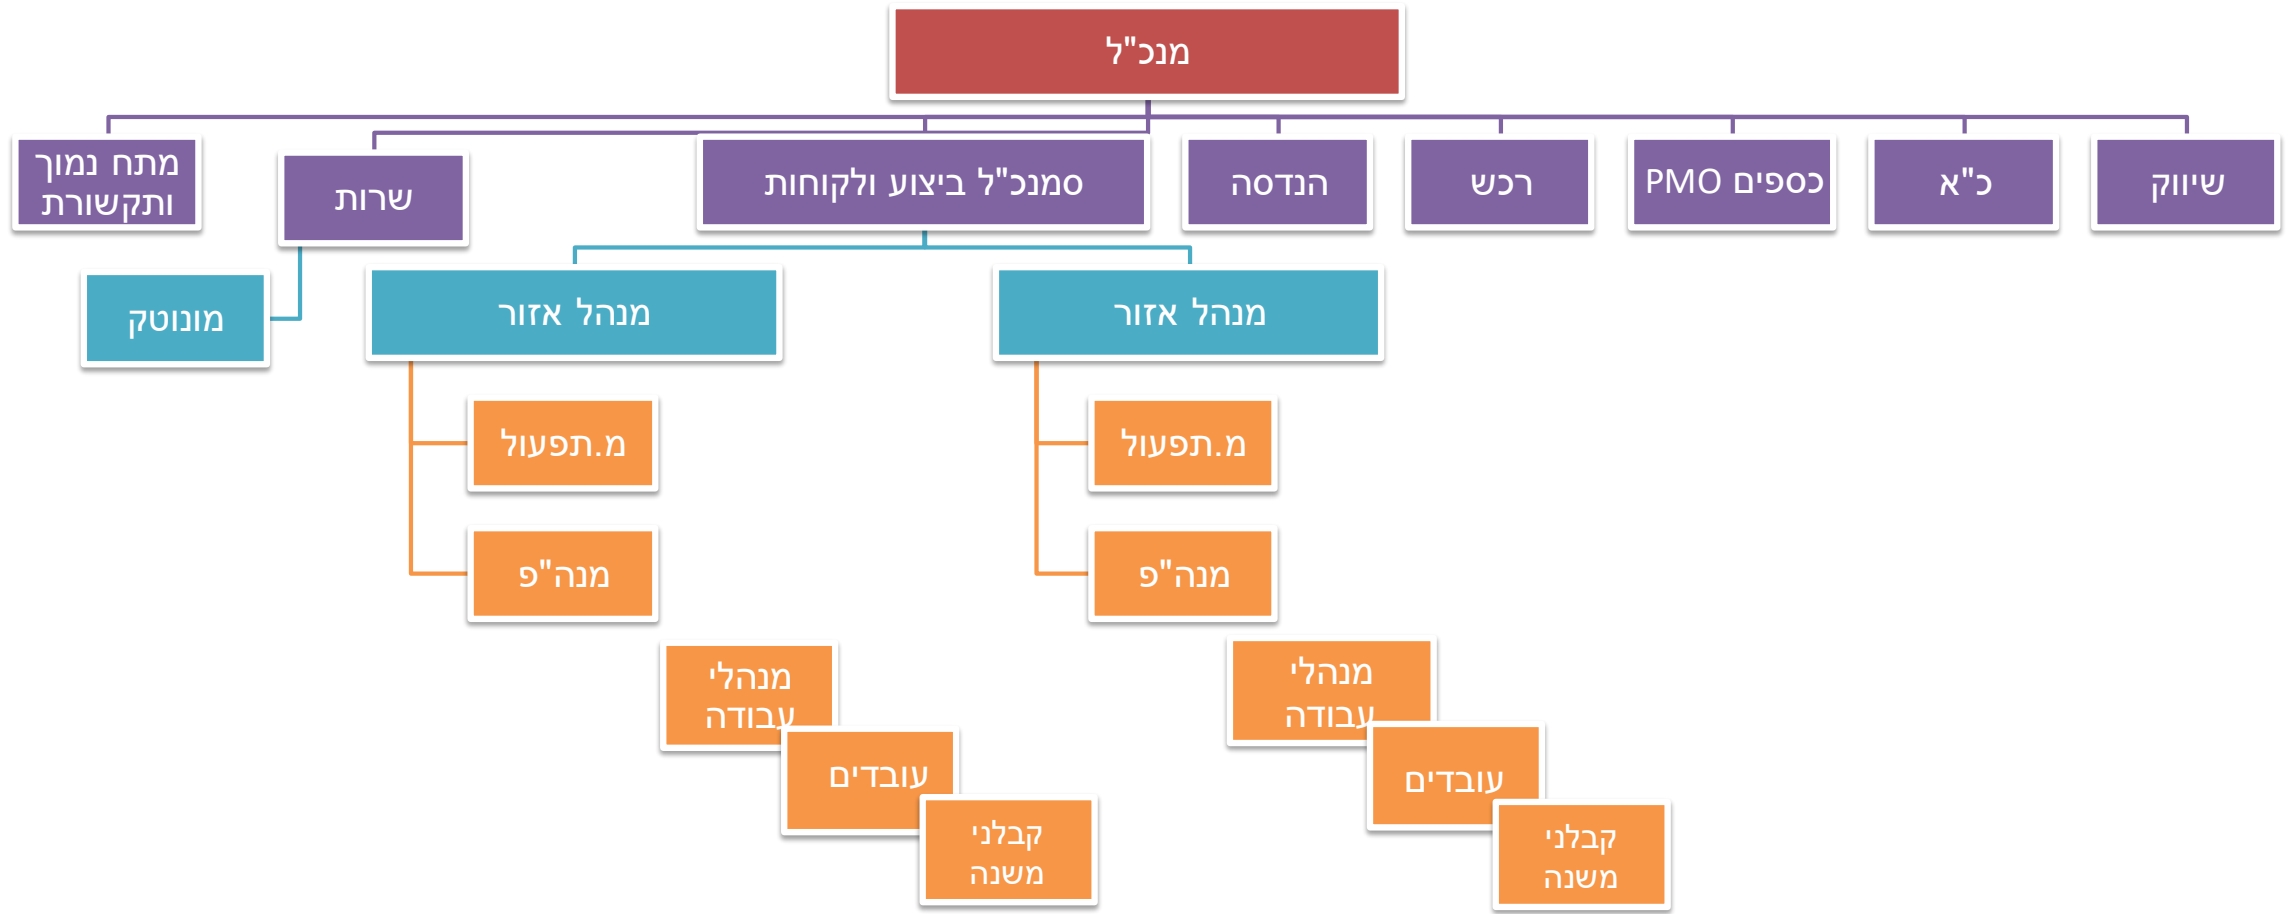 מנכ"ל
שיווק
כ"א
כספים PMO
רכש
הנדסה
סמנכ"ל ביצוע ולקוחות
שרות
מתח נמוך
ותקשורת
מנהל אזור
מנהל אזור
מונוטק
מ.תפעול
מ.תפעול
מנה"פ
מנה"פ
מנהלי
עבודה
עובדים
קבלני
משנה
מנהלי
עבודה
עובדים
קבלני
משנה